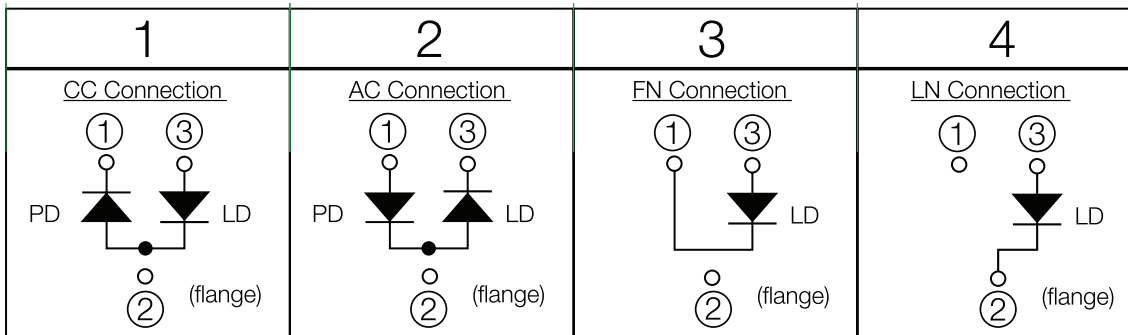 1 2 3 4
CC Connection AC Connection FN Connection LN Connection
① ③ ① ③ ① ③ ① ③
PD LD PD LD LD LD
② (flange) ② (flange) ② (flange) ② (flange)